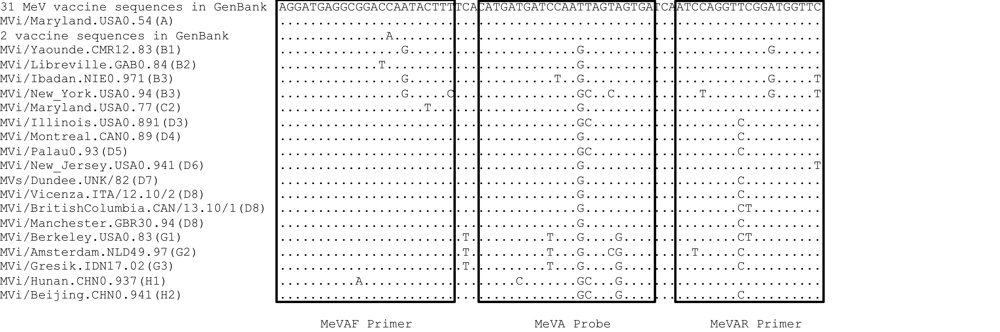 31 MeV vaccine sequences in GenBank AGGATGAGGCGGACCAATACTTTTCACATGATGATCCAATTAGTAGTGATCAATCCAGGTTCGGATGGTTC
MVi/Maryland.USA0.54(A) .......................................................................
2 vaccine sequences in GenBank ..............A........................................................
MVi/Yaounde.CMR12.83(B1) ................G......................G........................G......
MVi/Libreville.GAB0.84(B2) .............T.........................G...............................
MVi/Ibadan.NIE0.971(B3) ................G...................T..G........................G.....T
MVi/New_York.USA0.94(B3) ................G.....C................GC..C...........T........G.....T
MVi/Maryland.USA0.77(C2) ...................T...................G...............................
MVi/Illinois.USA0.891(D3) .......................................GC...................C..........
MVi/Montreal.CAN0.89(D4) .......................................G....................C..........
MVi/Palau0.93(D5) .......................................GC...................C..........
MVi/New_Jersey.USA0.941(D6) .......................................G..............................T
MVs/Dundee.UNK/82(D7) .......................................G....................C..........
MVi/Vicenza.ITA/12.10/2(D8) .......................................G....................C..........
MVi/BritishColumbia.CAN/13.10/1(D8) .......................................G....................CT.........
MVi/Manchester.GBR30.94(D8) .......................................G....................C..........
MVi/Berkeley.USA0.83(G1) ........................T..........T...G....G...............CT.........
MVi/Amsterdam.NLD49.97(G2) ........................T..........T...G...CG.........T.....C..........
MVi/Gresik.IDN17.02(G3) ........................T..........T...G....G...............C..........
MVi/Hunan.CHN0.937(H1) ..........A....................C.......GC...G..........................
MVi/Beijing.CHN0.941(H2) .......................................GC...G...............C..........
MeVAF Primer MeVA Probe MeVAR Primer